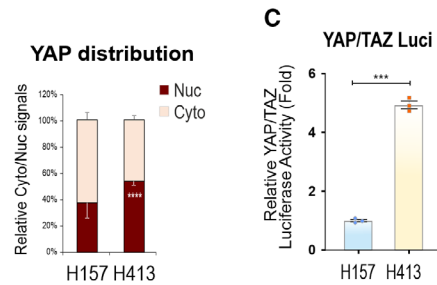 YAP distribution
Relative Cyto/Nuc signals
120%
100%
80%
60%
40%
20%
0%
Nuc
Cyto
****
H157 H413
C
YAP/TAZ Luci
Relative YAP/TAZ
Luciferase Activity (Fold)
6
4
2
0
***
H157 H413